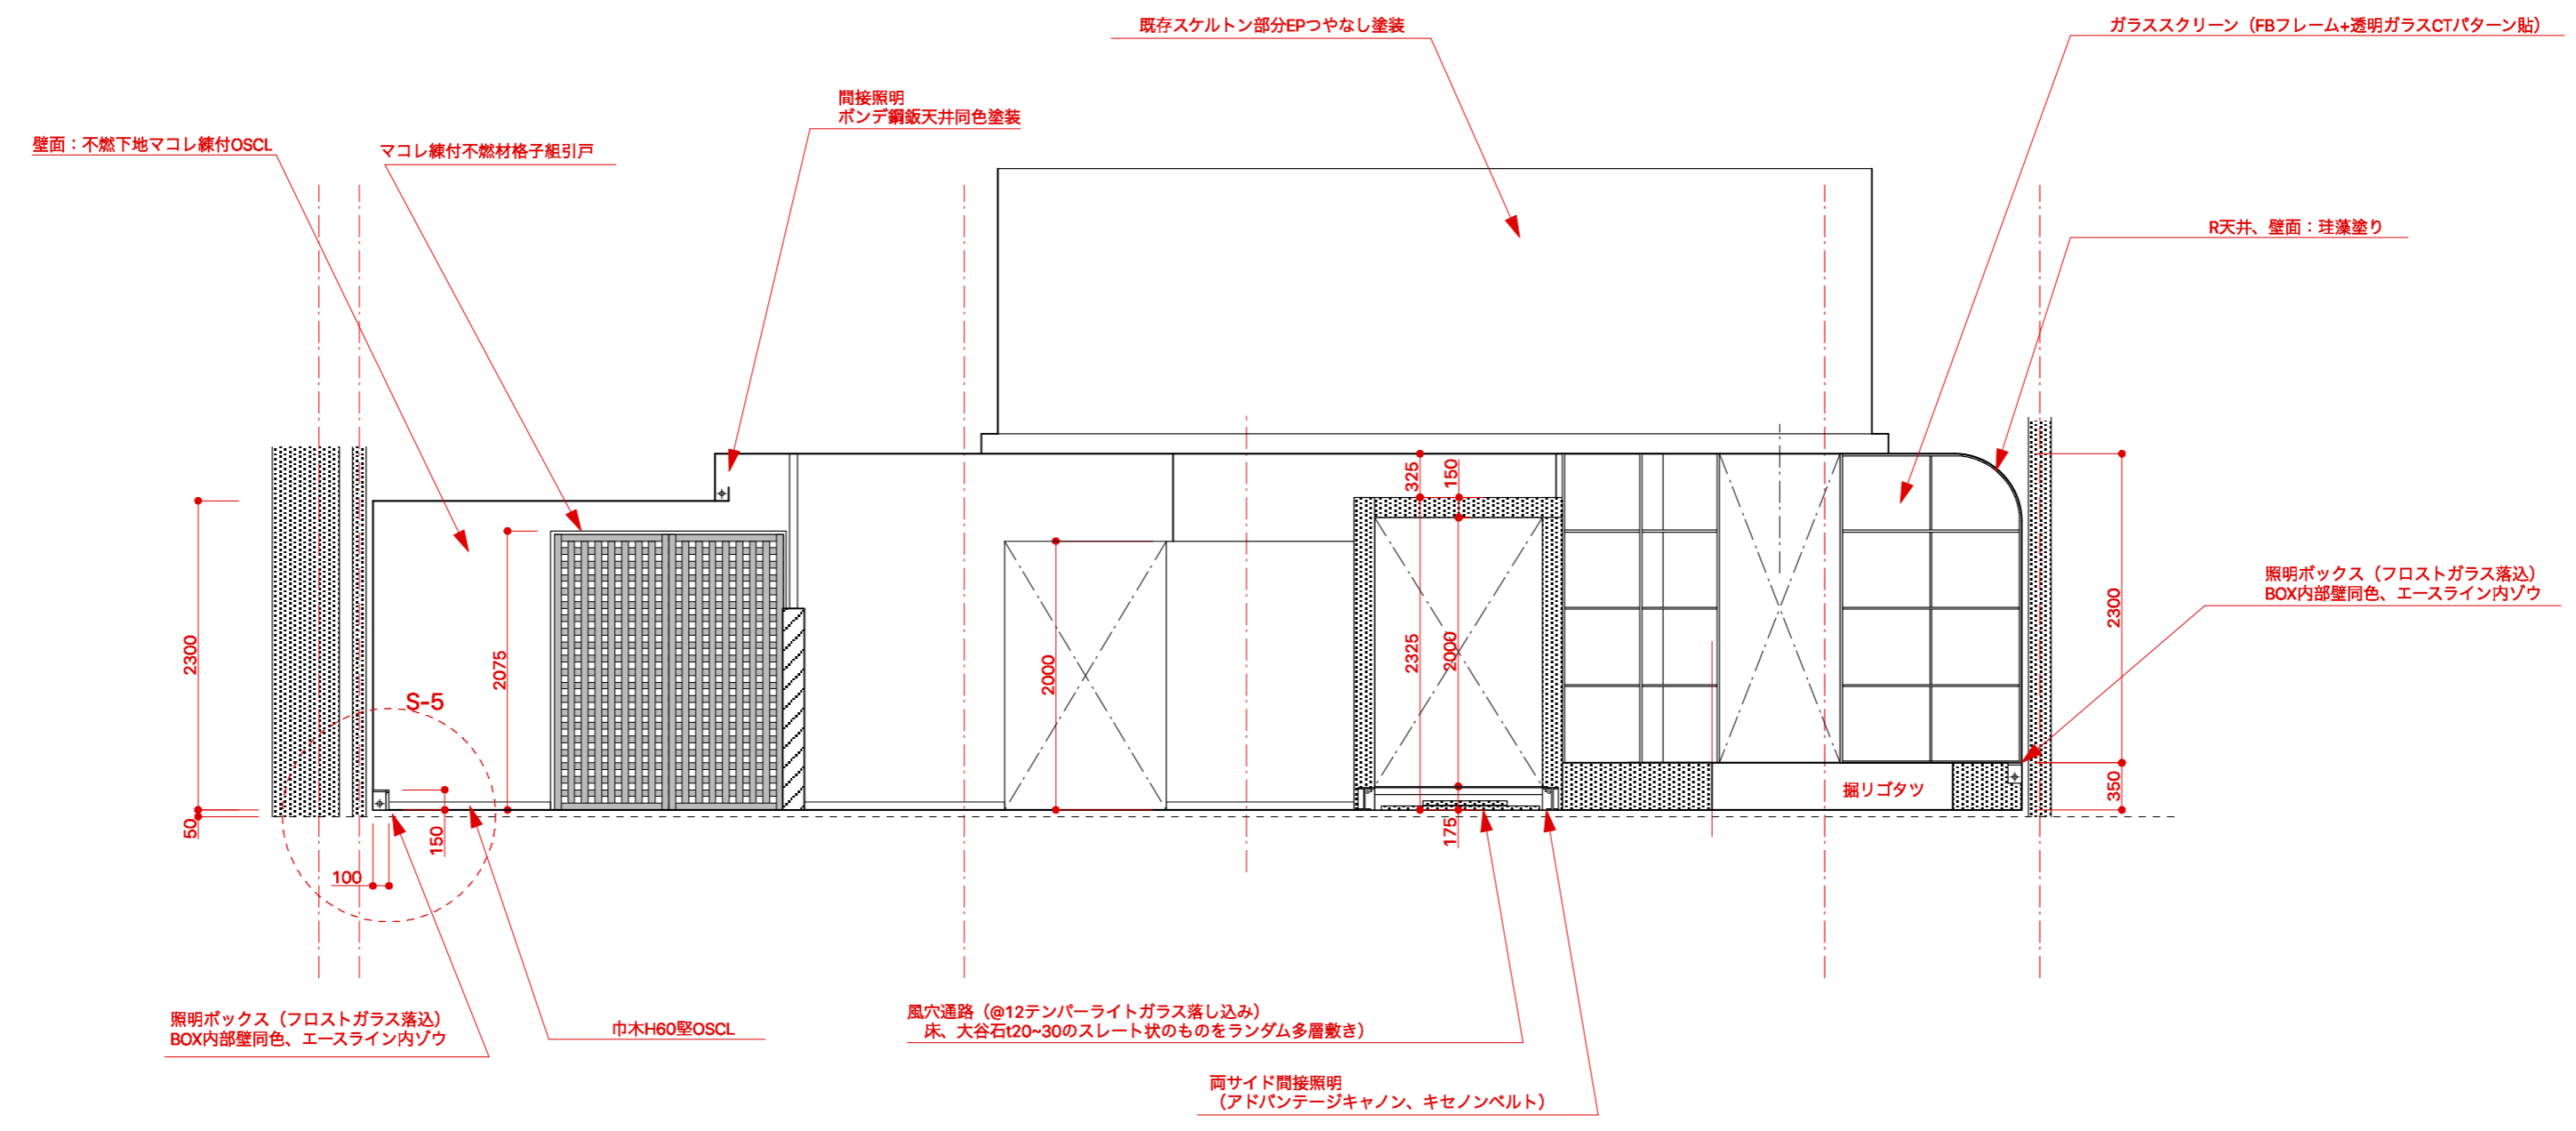 既存スケルトン部分EPつやなし塗装
ガラススクリーン（FBフレーム+透明ガラスCTパターン貼）
間接照明
ボンデ鋼鈑天井同色塗装
壁面：不燃下地マコレ練付OSCL
マコレ練付不燃材格子組引戸
R天井、壁面：珪藻塗り
325
150
照明ボックス（フロストガラス落込）
BOX内部壁同色、エースライン内ゾウ
2300
2075
2000
2325
2000
2300
S-5
掘リゴタツ
350
50
150
175
100
風穴通路（@12テンパーライトガラス落し込み）
床、大谷石t20~30のスレート状のものをランダム多層敷き）
照明ボックス（フロストガラス落込）
BOX内部壁同色、エースライン内ゾウ
巾木H60堅OSCL
両サイド間接照明
（アドバンテージキャノン、キセノンベルト）